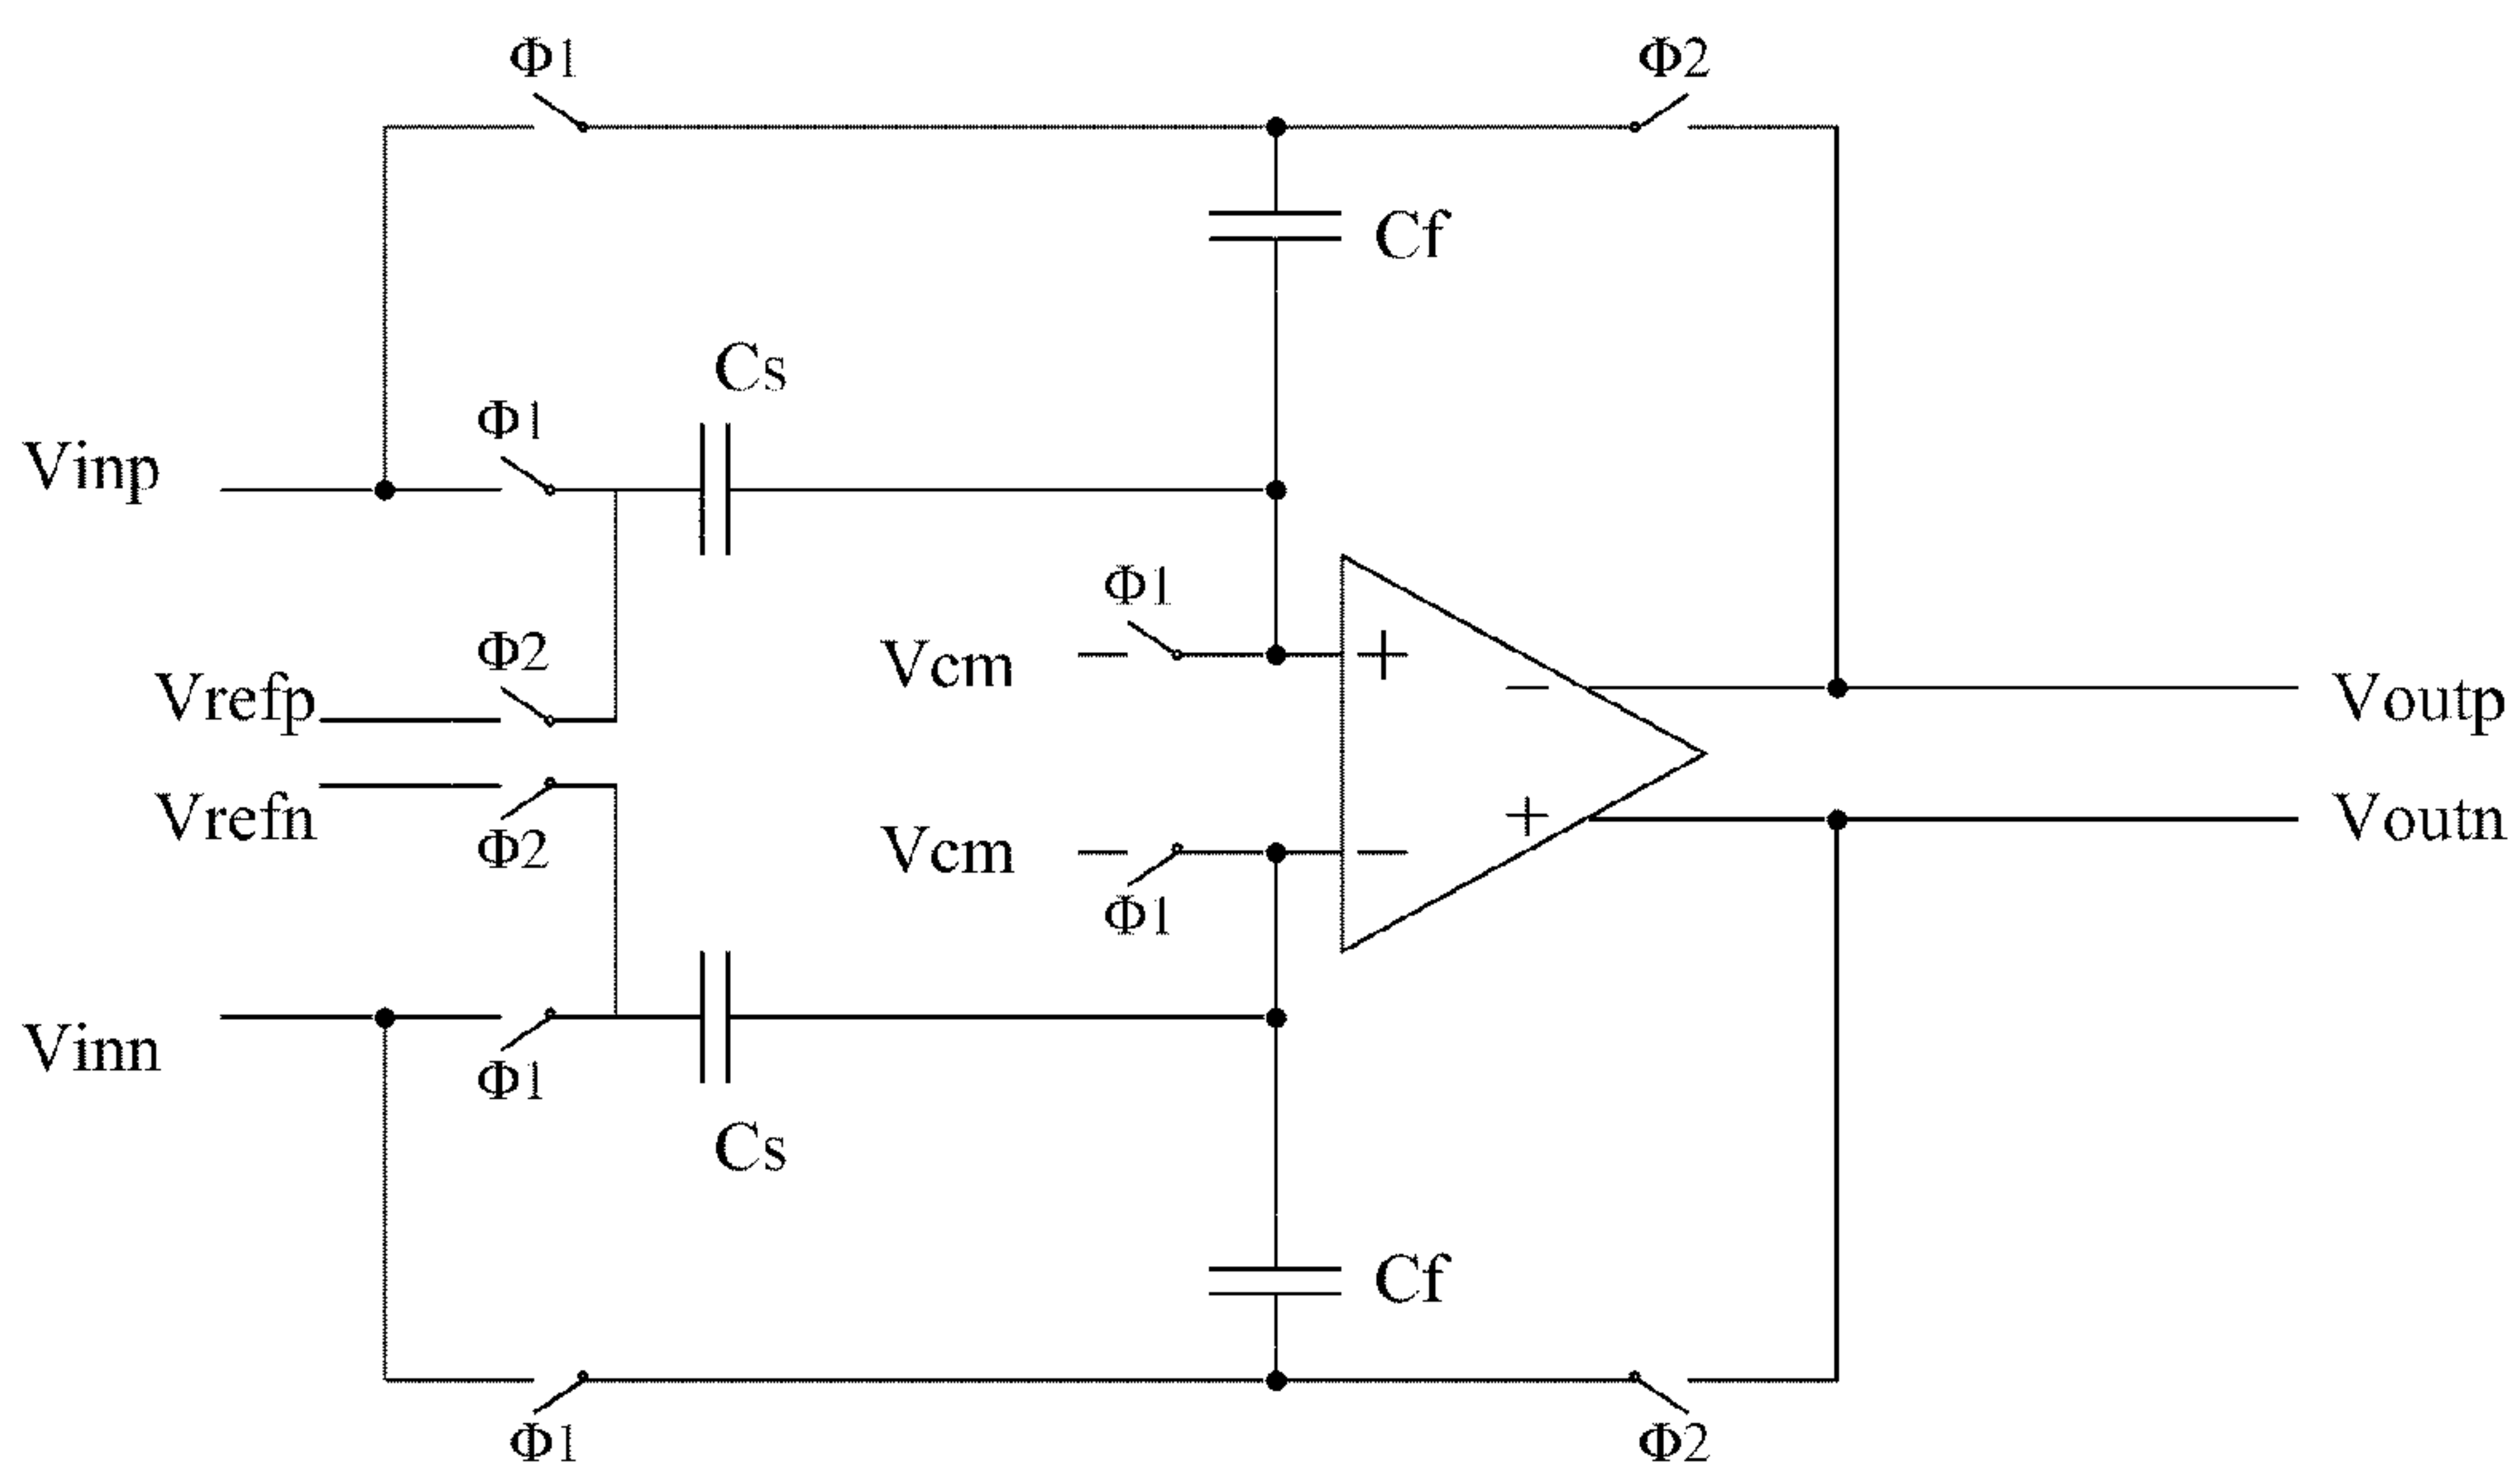 Φ1
Φ2
Cf
Cs
Φ1
Vinp
Φ1
Φ2
Vcm
+
Vrefp
−
Voutp
Vrefn
+
Voutn
Φ2
Vcm
−
Φ1
Vinn
Φ1
Cs
Cf
Φ1
Φ2